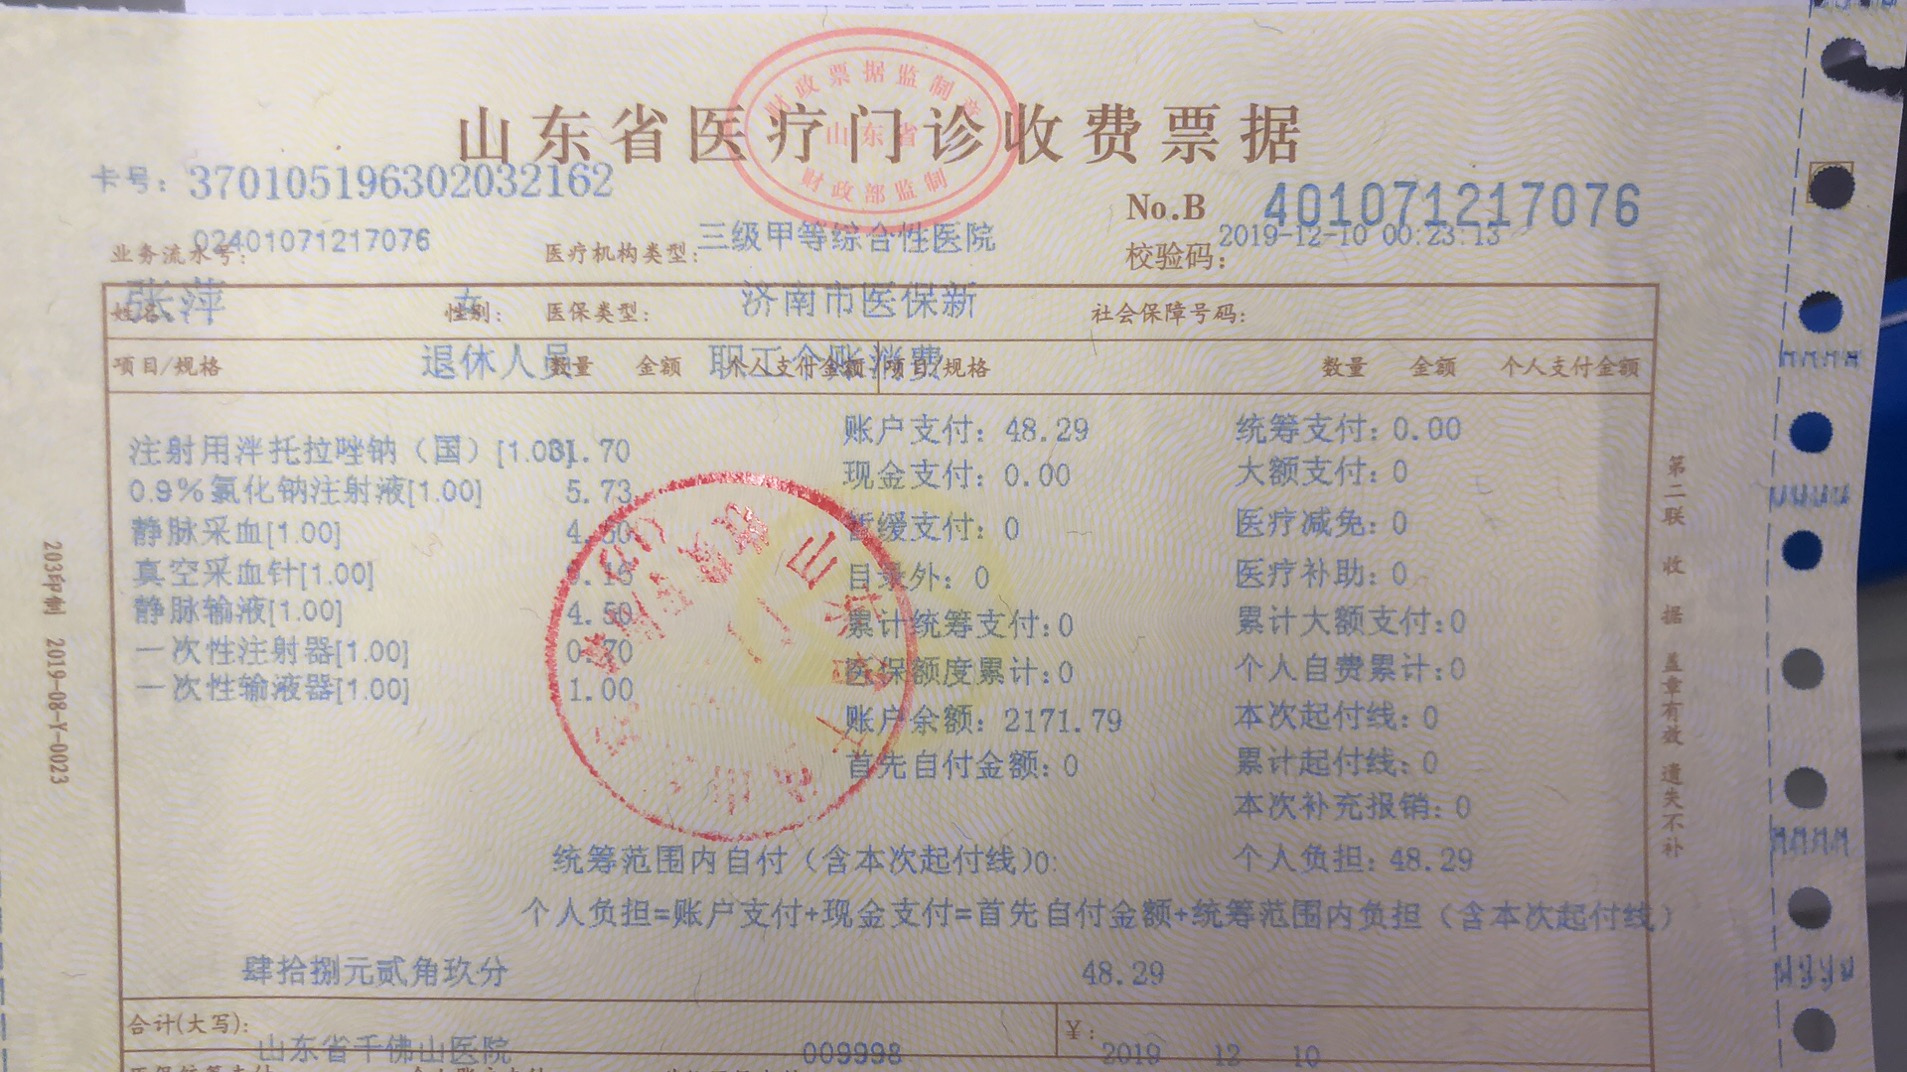 山东省医疗门诊收费票据
财政票据监制章
山东省
财政部监制
卡号：370105196302032162
No.B 401071217076
业务流水号：02401071217076 医疗机构类型：三级甲等综合性医院 校验码：2019-12-10 00:23:13
姓名：张萍 性别：女 医保类型：济南市医保新 社会保障号码：
项目/规格 退休人员 数量 金额 职工个账消费 个人支付金额 项目/规格 数量 金额 个人支付金额
注射用泮托拉唑钠（国）[1.00] 31.70
0.9%氯化钠注射液[1.00] 5.73
静脉采血[1.00] 4.50
真空采血针[1.00] 0.16
静脉输液[1.00] 4.50
一次性注射器[1.00] 0.70
一次性输液器[1.00] 1.00
账户支付：48.29 统筹支付：0.00
现金支付：0.00 大额支付：0
暂缓支付：0 医疗减免：0
目录外：0 医疗补助：0
累计统筹支付:0 累计大额支付:0
医保额度累计:0 个人自费累计:0
账户余额：2171.79 本次起付线：0
首先自付金额：0 累计起付线：0
本次补充报销：0
统筹范围内自付（含本次起付线）0: 个人负担：48.29
个人负担=账户支付+现金支付=首先自付金额+统筹范围内负担（含本次起付线）
肆拾捌元贰角玖分 48.29
合计(大写)： ￥：
山东省千佛山医院 009998 2019 12 10
第二联 收据 盖章有效 遗失不补
203印制 2019-08-Y-0023